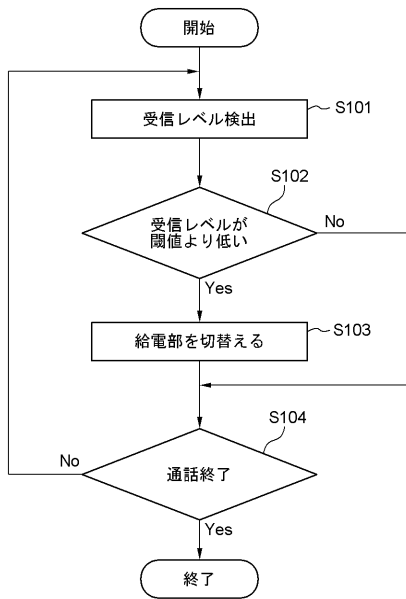 開始
受信レベル検出
S101
S102
受信レベルが
閾値より低い
No
Yes
給電部を切替える
S103
S104
No
通話終了
Yes
終了